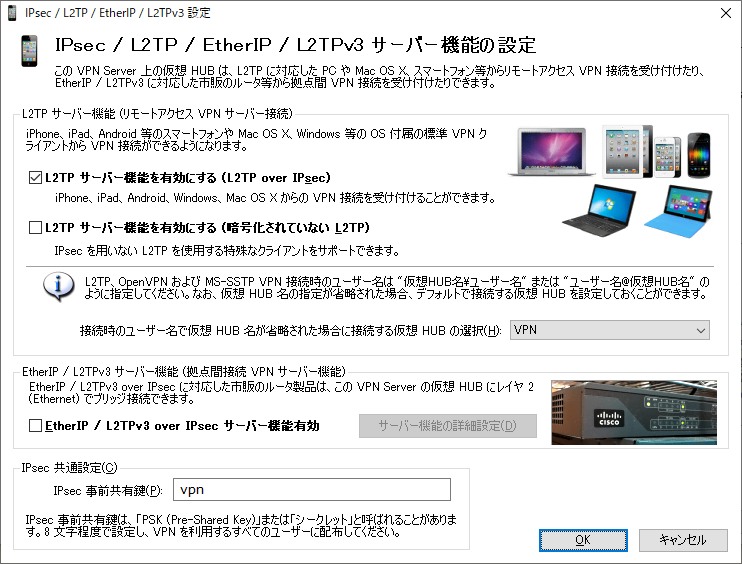 IPsec / L2TP / EtherIP / L2TPv3 設定
IPsec / L2TP / EtherIP / L2TPv3 サーバー機能の設定
この VPN Server 上の仮想 HUB は、L2TP に対応した PC や Mac OS X、スマートフォン等からリモートアクセス VPN 接続を受け付けたり、
EtherIP / L2TPv3 に対応した市販のルータ等から拠点間 VPN 接続を受け付けたりできます。
L2TP サーバー機能 (リモートアクセス VPN サーバー接続)
iPhone、iPad、Android 等のスマートフォンや Mac OS X、Windows 等の OS 付属の標準 VPN ク
ライアントから VPN 接続ができるようになります。
L2TP サーバー機能を有効にする (L2TP over IPsec)
iPhone、iPad、Android、Windows、Mac OS X からの VPN 接続を受け付けることができます。
L2TP サーバー機能を有効にする (暗号化されていない L2TP)
IPsec を用いない L2TP を使用する特殊なクライアントをサポートできます。
L2TP、OpenVPN および MS-SSTP VPN 接続時のユーザー名は "仮想HUB名¥ユーザー名" または "ユーザー名@仮想HUB名" の
ように指定してください。なお、仮想 HUB 名の指定が省略された場合、デフォルトで接続する仮想 HUB を設定しておくことができます。
接続時のユーザー名で仮想 HUB 名が省略された場合に接続する仮想 HUB の選択(H):
VPN
EtherIP / L2TPv3 サーバー機能 (拠点間接続 VPN サーバー機能)
EtherIP / L2TPv3 over IPsec に対応した市販のルータ製品は、この VPN Server の仮想 HUB にレイヤ 2
(Ethernet) でブリッジ接続できます。
EtherIP / L2TPv3 over IPsec サーバー機能有効
サーバー機能の詳細設定(D)
CISCO
IPsec 共通設定(C)
IPsec 事前共有鍵(P):
vpn
IPsec 事前共有鍵は、「PSK (Pre-Shared Key)」または「シークレット」と呼ばれることがありま
す。8 文字程度で設定し、VPN を利用するすべてのユーザーに配布してください。
OK
キャンセル